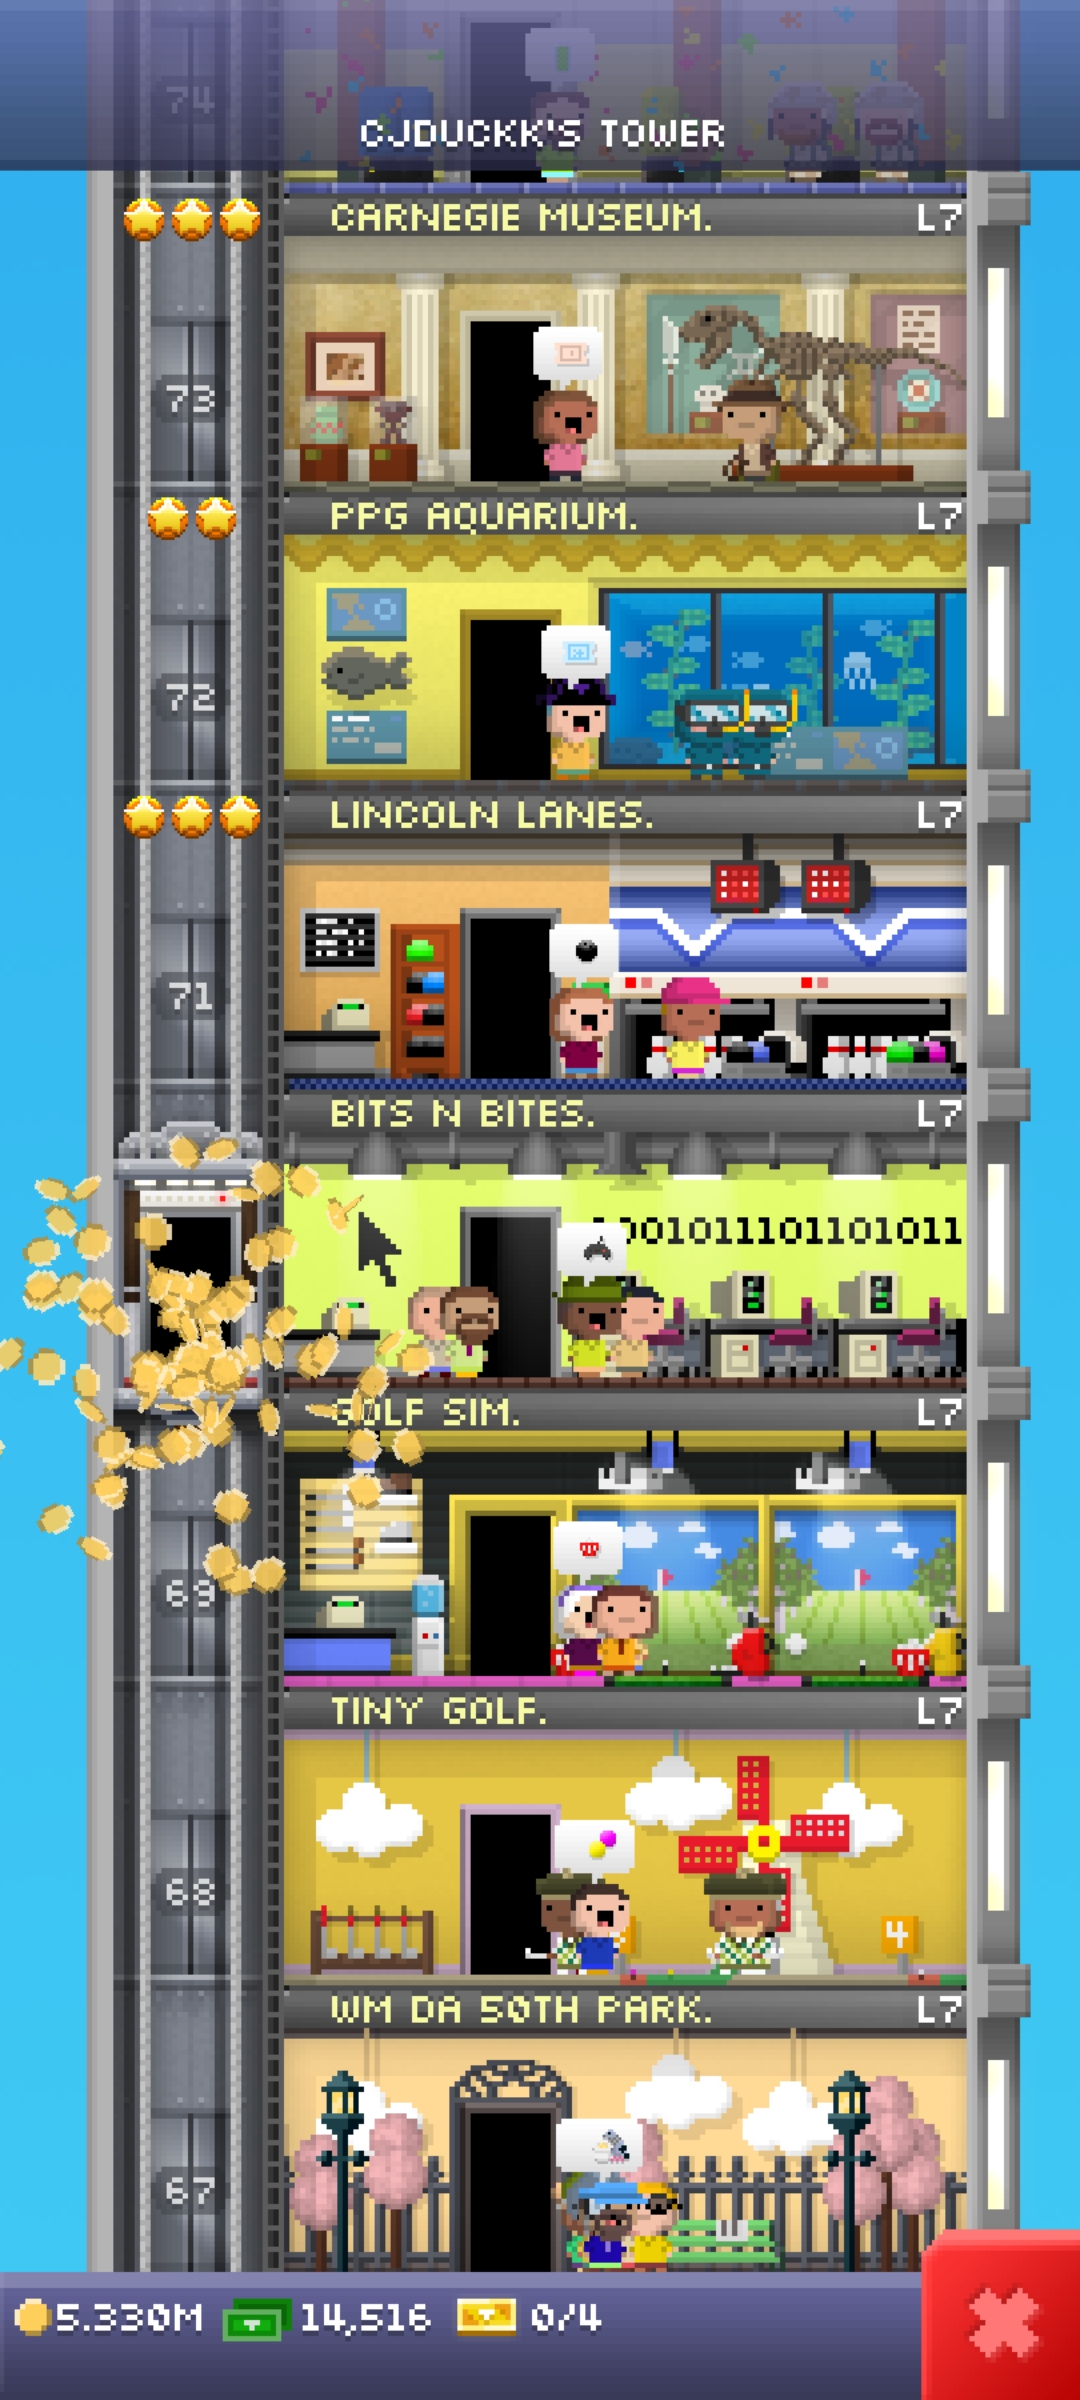 74
CJDUCKK'S TOWER
CARNEGIE MUSEUM. L7
73
PPG AQUARIUM. L7
72
LINCOLN LANES. L7
71
BITS N BITES. L7
001011101101011
GOLF SIM. L7
69
TINY GOLF. L7
68
4
WM DA 50TH PARK. L7
67
5.330M 14,516 0/4